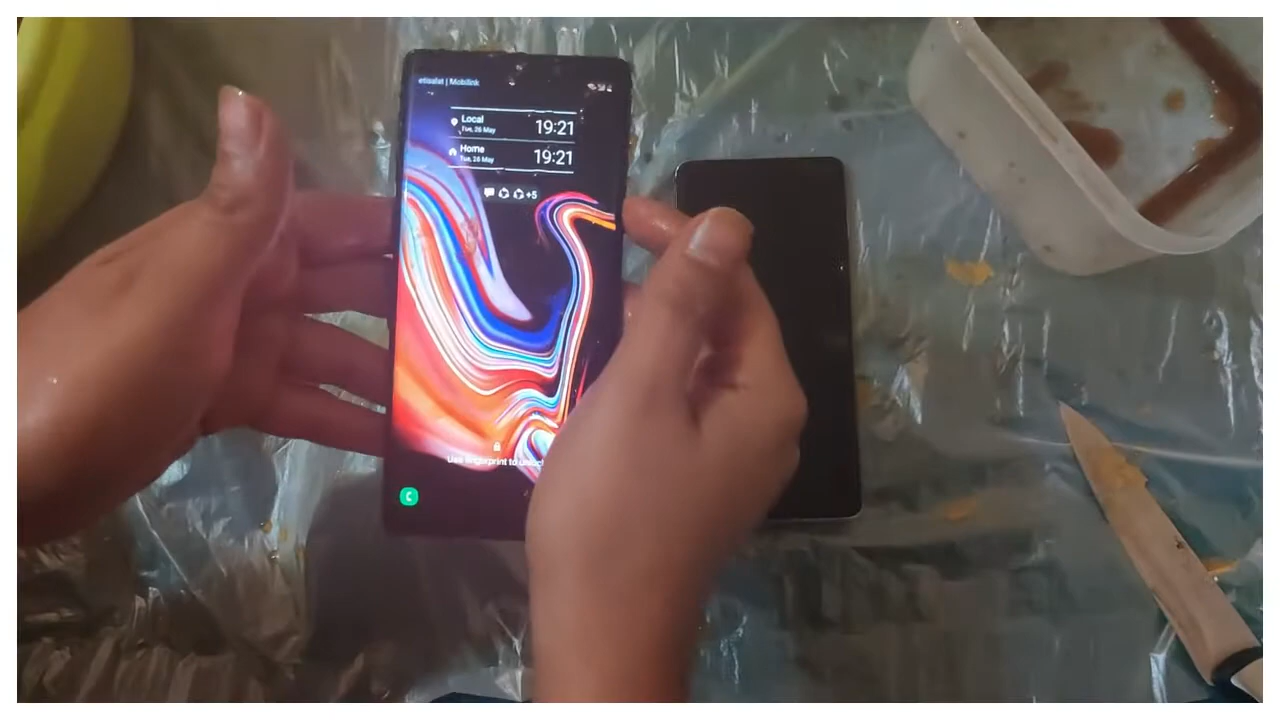 etisalat | Mobilink
Local
Tue, 26 May
19:21
Home
Tue, 26 May
19:21
+5
Use fingerprint to unlock